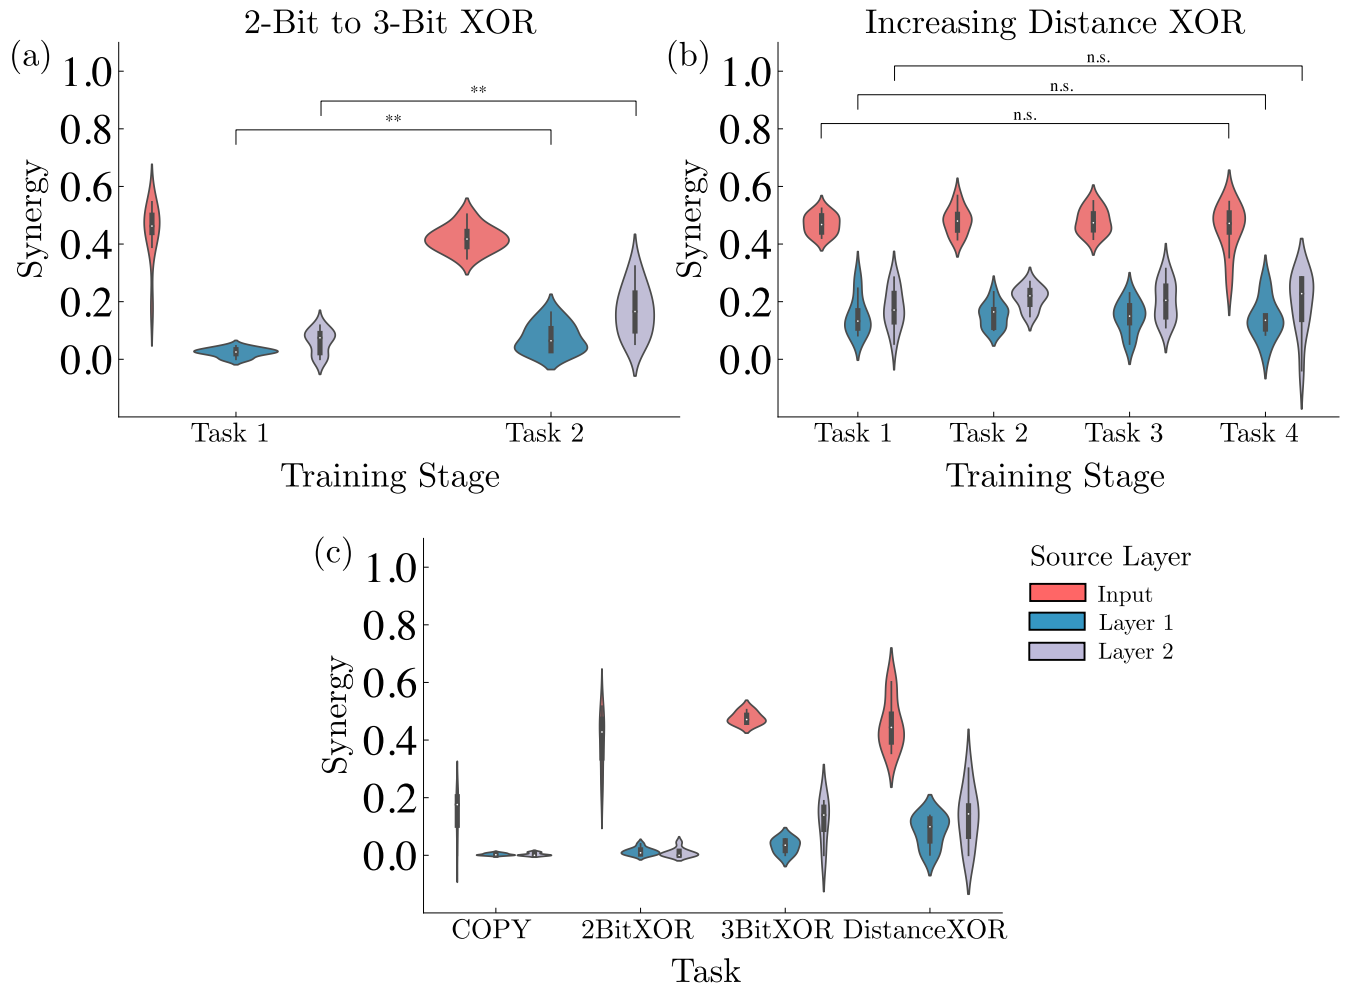 2-Bit to 3-Bit XOR
(a)
1.0
0.8
0.6
0.4
0.2
0.0
Synergy
**
**
Task 1
Task 2
Training Stage
Increasing Distance XOR
(b)
1.0
0.8
0.6
0.4
0.2
0.0
Synergy
n.s.
n.s.
n.s.
Task 1
Task 2
Task 3
Task 4
Training Stage
(c)
1.0
0.8
0.6
0.4
0.2
0.0
Synergy
COPY
2BitXOR
3BitXOR
DistanceXOR
Task
Source Layer
Input
Layer 1
Layer 2